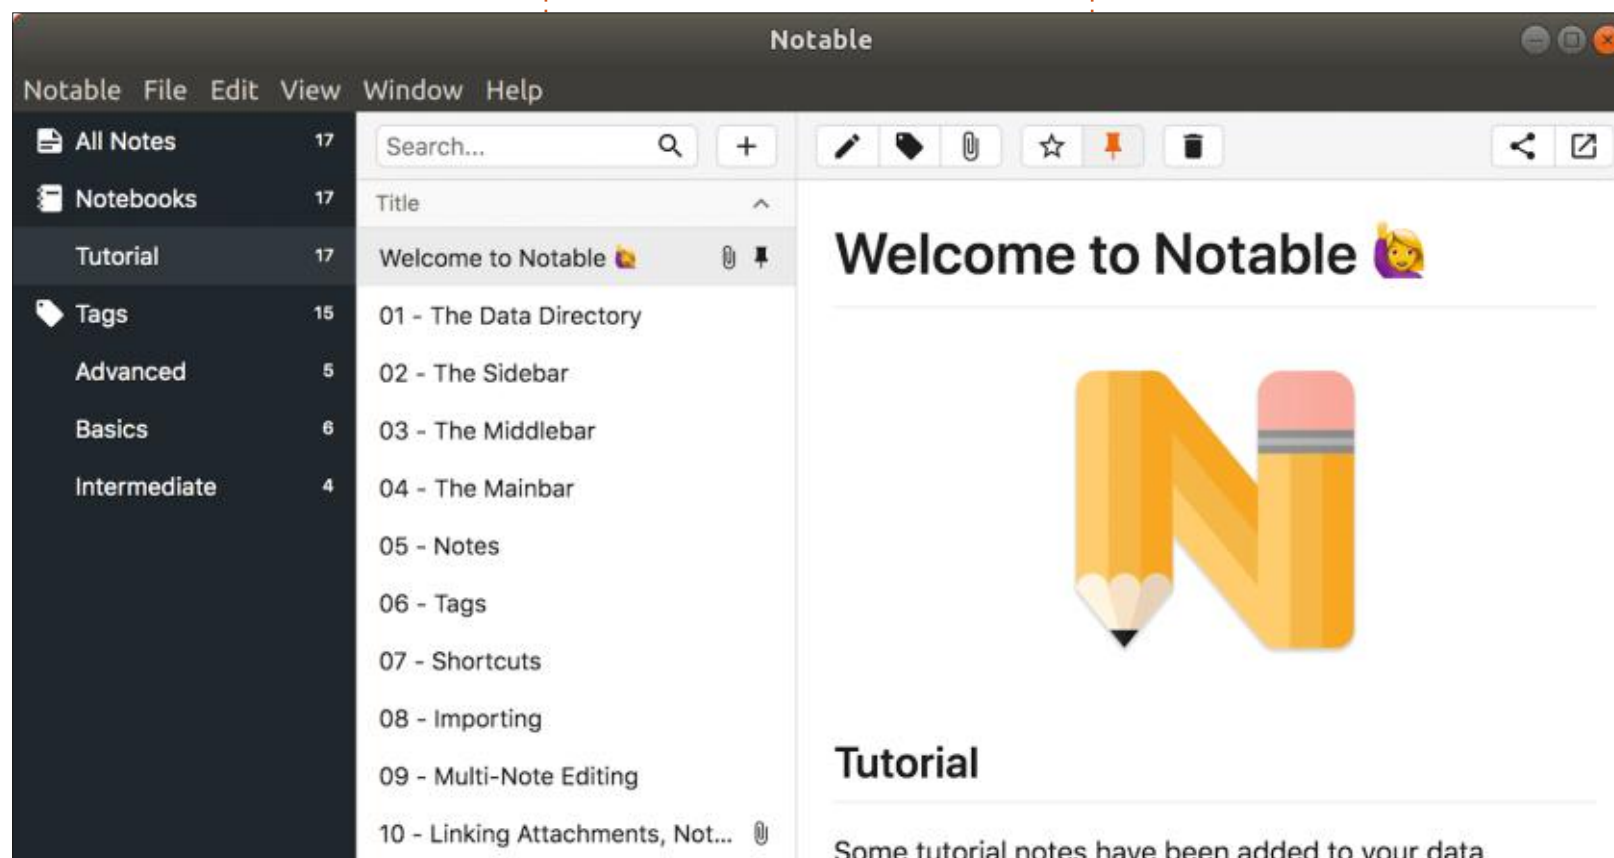 Notable
Notable File Edit View Window Help
All Notes 17
Notebooks 17
Tutorial 17
Tags 15
Advanced 5
Basics 6
Intermediate 4
Search...
Title
Welcome to Notable 🙋
01 - The Data Directory
02 - The Sidebar
03 - The Middlebar
04 - The Mainbar
05 - Notes
06 - Tags
07 - Shortcuts
08 - Importing
09 - Multi-Note Editing
10 - Linking Attachments, Not...
Welcome to Notable 🙋
Tutorial
Some tutorial notes have been added to your data